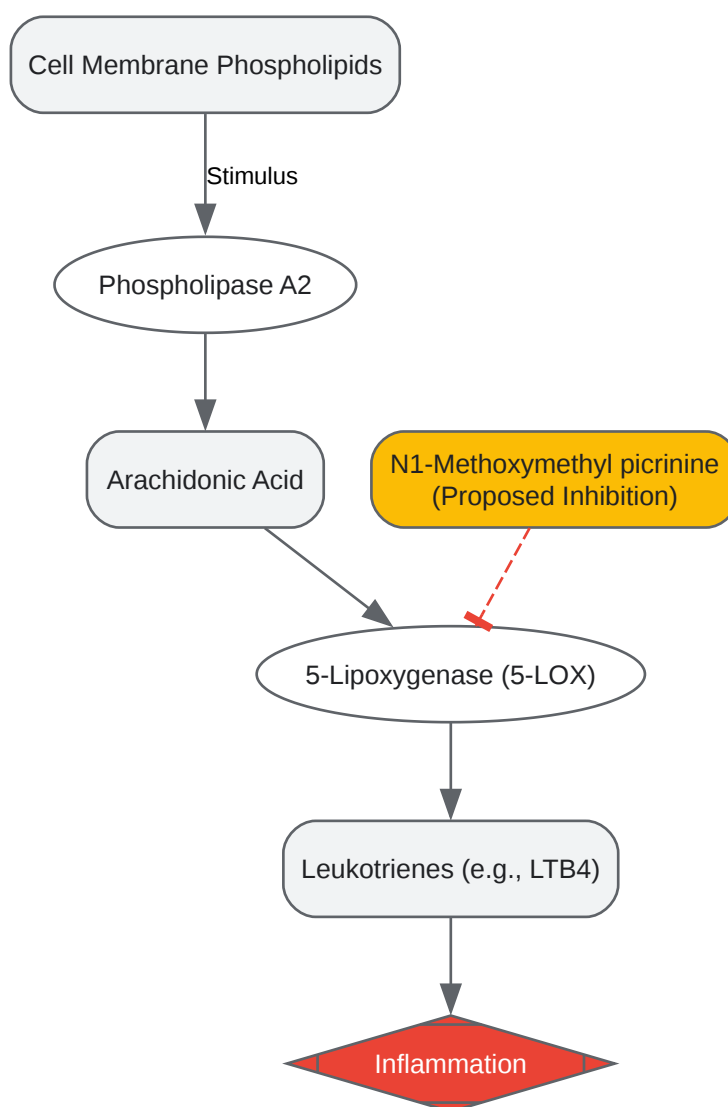 Cell Membrane Phospholipids
Stimulus
Phospholipase A2
Arachidonic Acid
N1-Methoxymethyl picrinine
(Proposed Inhibition)
5-Lipoxygenase (5-LOX)
Leukotrienes (e.g., LTB4)
Inflammation